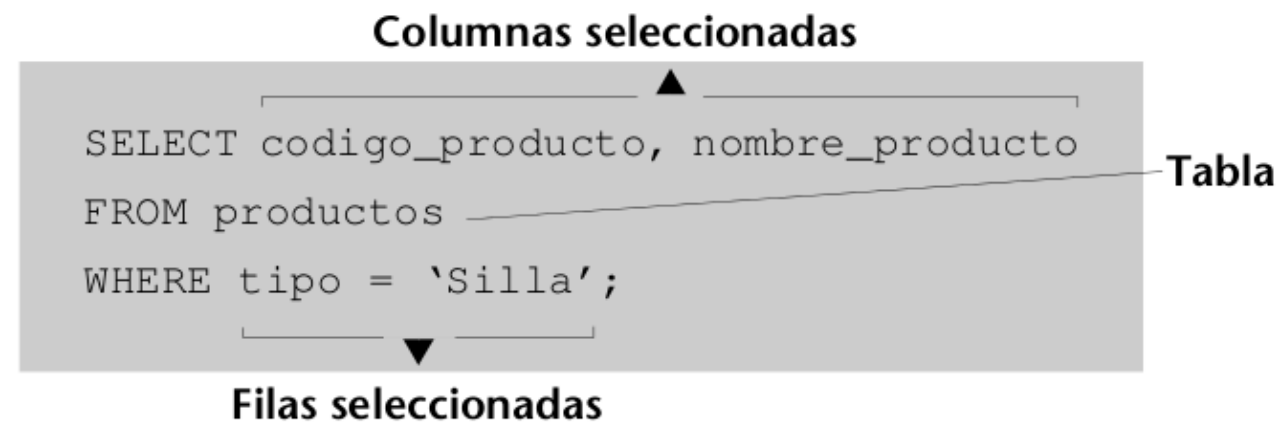 Columnas seleccionadas
SELECT codigo_producto, nombre_producto
Tabla
FROM productos
WHERE tipo = ‘Silla’;
Filas seleccionadas